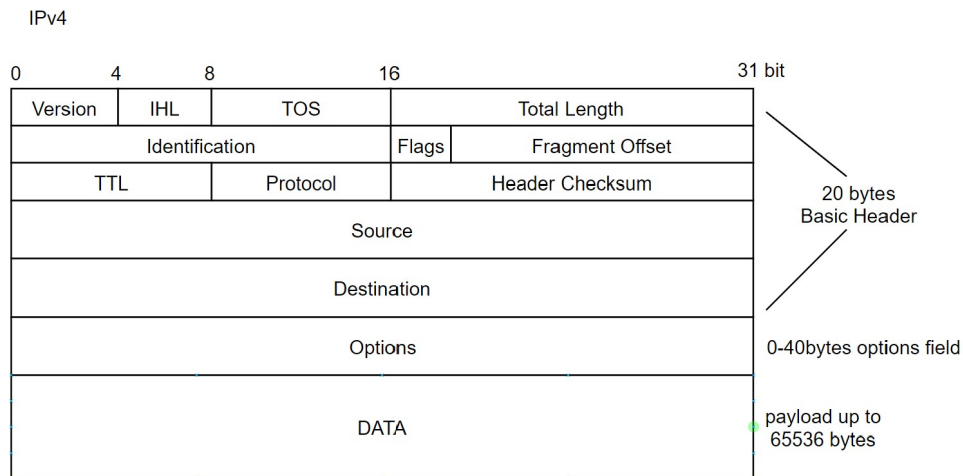 IPv4
0 4 8 16 31 bit
Version IHL TOS Total Length
Identification Flags Fragment Offset
TTL Protocol Header Checksum
20 bytes
Basic Header
Source
Destination
Options 0-40bytes options field
DATA
payload up to
65536 bytes